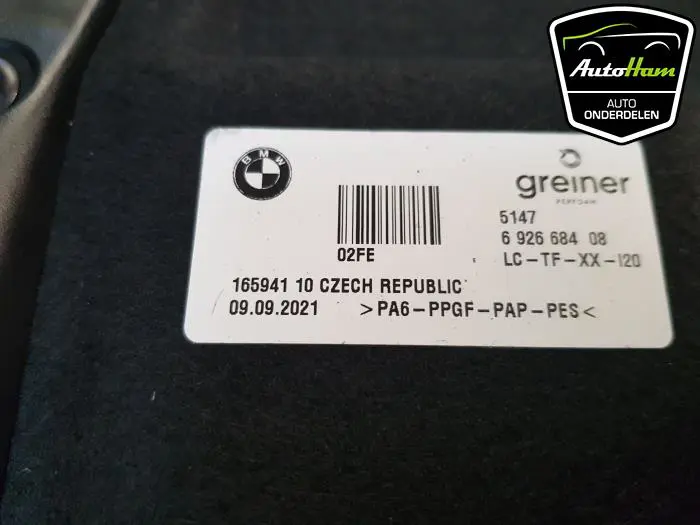 AutoHam
AUTO
ONDERDELEN
BMW
greiner
PERFOAM
5147
6 926 684 08
02FE
LC-TF-XX-I20
165941 10 CZECH REPUBLIC
09.09.2021 >PA6-PPGF-PAP-PES<